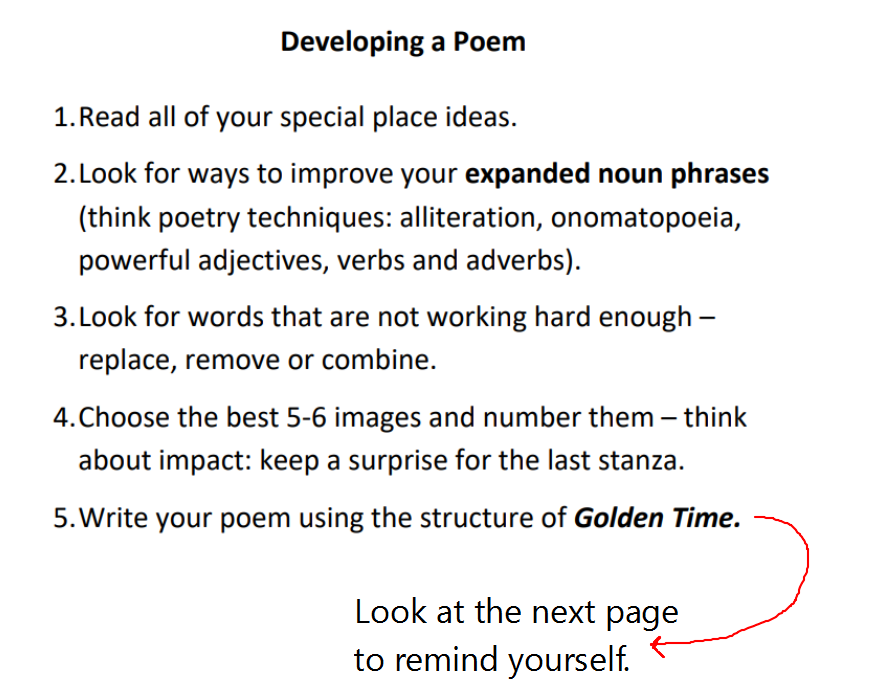 Developing a Poem
1.Read all of your special place ideas.
2.Look for ways to improve your expanded noun phrases
(think poetry techniques: alliteration, onomatopoeia,
powerful adjectives, verbs and adverbs).
3.Look for words that are not working hard enough –
replace, remove or combine.
4.Choose the best 5-6 images and number them – think
about impact: keep a surprise for the last stanza.
5.Write your poem using the structure of Golden Time.
Look at the next page
to remind yourself.